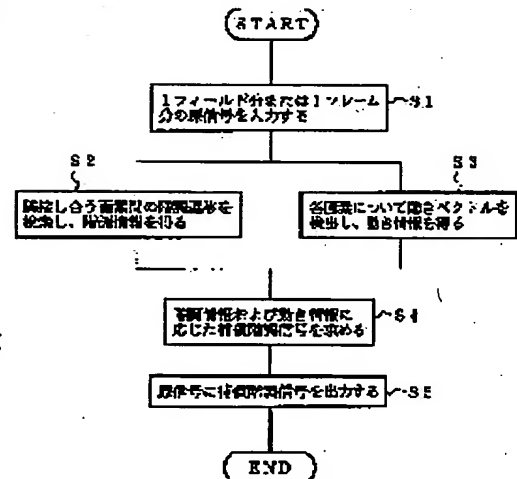 START
1フィールド分または1フレーム
分の原信号を入力する
S1
S2
S3
隣接し合う画素間の階調遷移を
検索し、階調情報を得る
各画素について動きベクトルを
検出し、動き情報を得る
階調情報および動き情報に
応じた補償階調信号を求める
S4
原信号に補償階調信号を出力する
S5
END